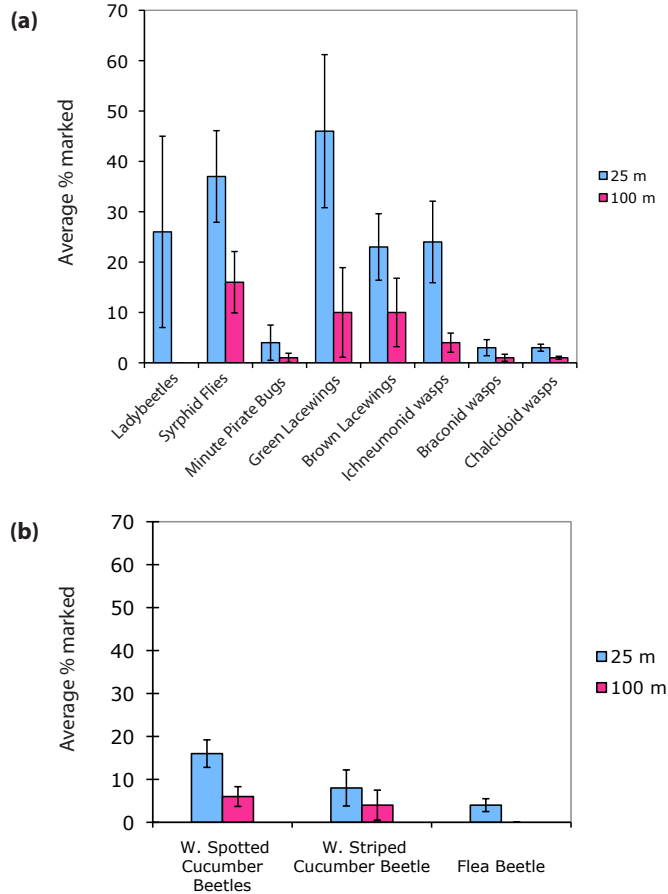 (a)
Average % marked
70
60
50
40
30
20
10
0
Ladybeetles
Syrphid Flies
Minute Pirate Bugs
Green Lacewings
Brown Lacewings
Ichneumonid wasps
Braconid wasps
Chalcidoid wasps
25 m
100 m
(b)
Average % marked
70
60
50
40
30
20
10
0
W. Spotted
Cucumber
Beetles
W. Striped
Cucumber Beetle
Flea Beetle
25 m
100 m